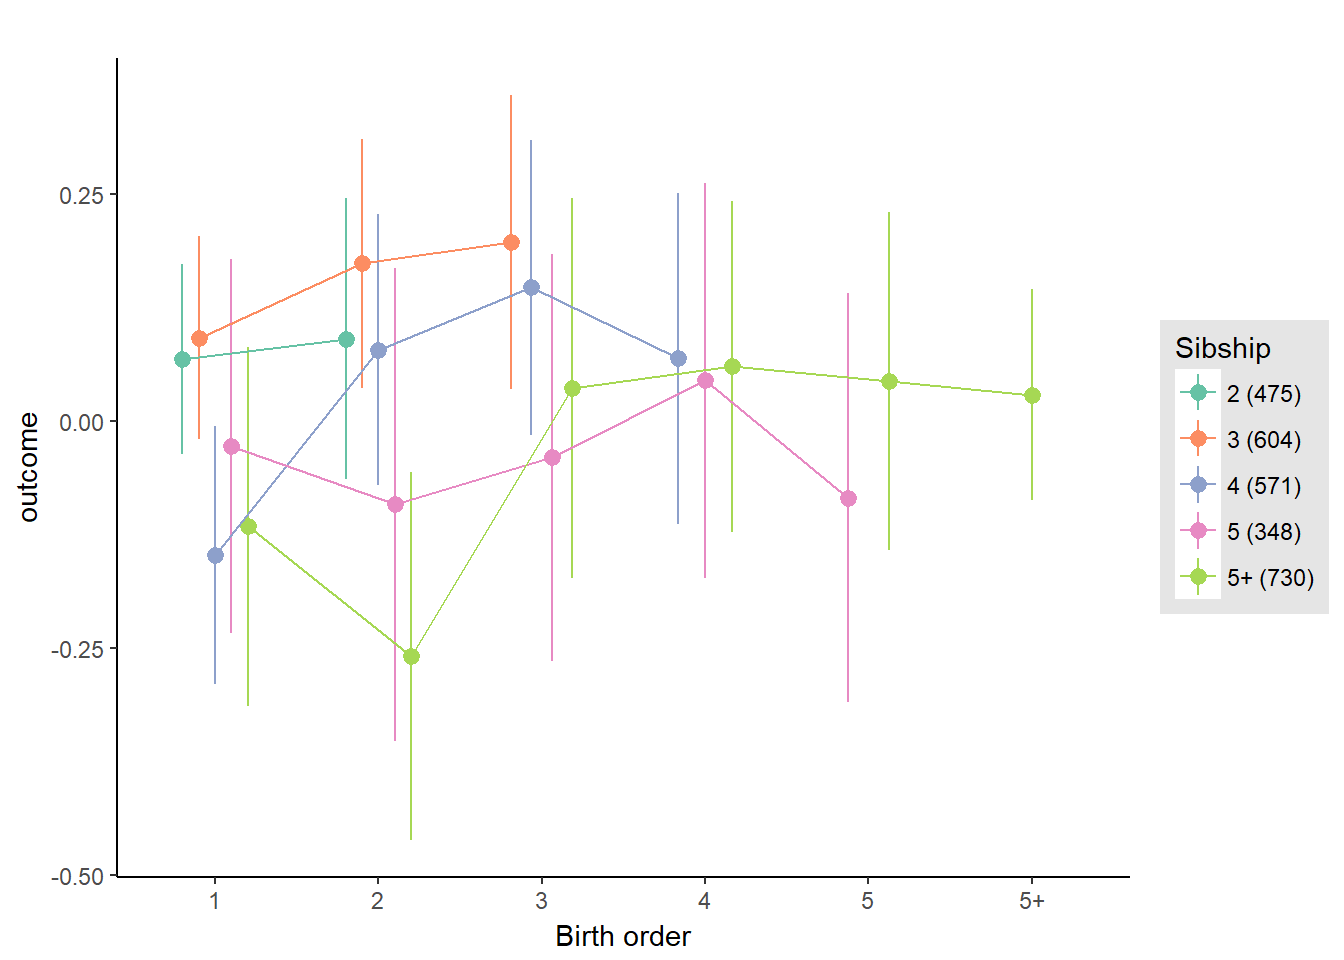 0.25
0.00
-0.25
-0.50
outcome
1 2 3 4 5 5+
Birth order
Sibship
2 (475)
3 (604)
4 (571)
5 (348)
5+ (730)